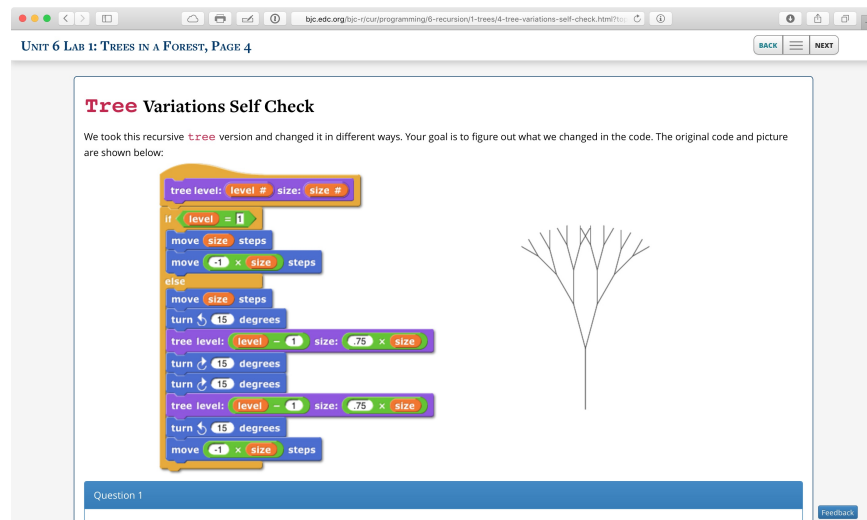 bjc.edc.org/bjc-r/cur/programming/6-recursion/1-trees/4-tree-variations-self-check.html?to
UNIT 6 LAB 1: TREES IN A FOREST, PAGE 4
BACK
NEXT
Tree Variations Self Check
We took this recursive tree version and changed it in different ways. Your goal is to figure out what we changed in the code. The original code and picture
are shown below:
tree level: level # size: size #
if level = 1
move size steps
move -1 × size steps
else
move size steps
turn 15 degrees
tree level: level - 1 size: .75 × size
turn 15 degrees
turn 15 degrees
tree level: level - 1 size: .75 × size
turn 15 degrees
move -1 × size steps
Question 1
Feedback